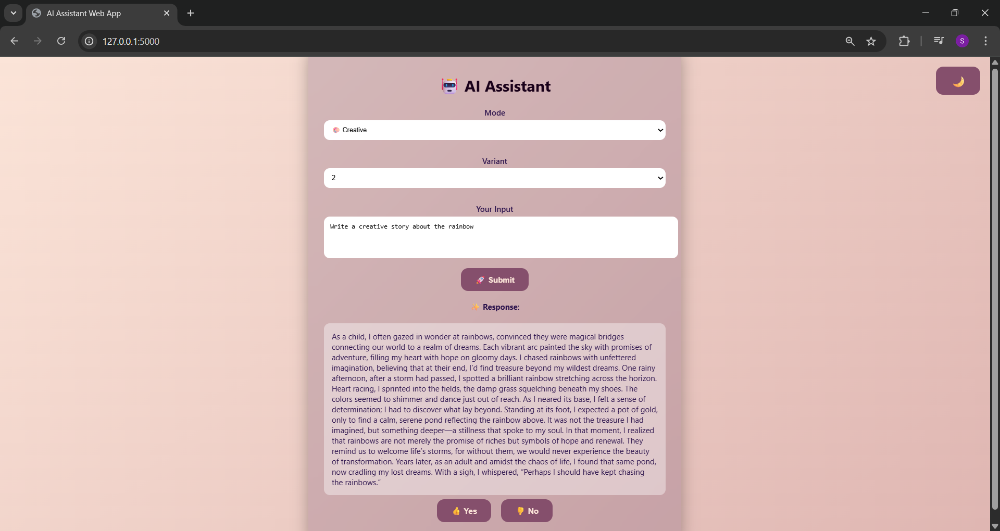 AI Assistant Web App
127.0.0.1:5000
S
AI Assistant
Mode
Creative
Variant
2
Your Input
Write a creative story about the rainbow
Submit
Response:
As a child, I often gazed in wonder at rainbows, convinced they were magical bridges
connecting our world to a realm of dreams. Each vibrant arc painted the sky with promises of
adventure, filling my heart with hope on gloomy days. I chased rainbows with unfettered
imagination, believing that at their end, I’d find treasure beyond my wildest dreams. One rainy
afternoon, after a storm had passed, I spotted a brilliant rainbow stretching across the horizon.
Heart racing, I sprinted into the fields, the damp grass squelching beneath my shoes. The
colors seemed to shimmer and dance just out of reach. As I neared its base, I felt a sense of
determination; I had to discover what lay beyond. Standing at its foot, I expected a pot of gold,
only to find a calm, serene pond reflecting the rainbow above. It was not the treasure I had
imagined, but something deeper—a stillness that spoke to my soul. In that moment, I realized
that rainbows are not merely the promise of riches but symbols of hope and renewal. They
remind us to welcome life’s storms, for without them, we would never experience the beauty
of transformation. Years later, as an adult and amidst the chaos of life, I found that same pond,
now cradling my lost dreams. With a sigh, I whispered, “Perhaps I should have kept chasing
the rainbows.”
Yes
No